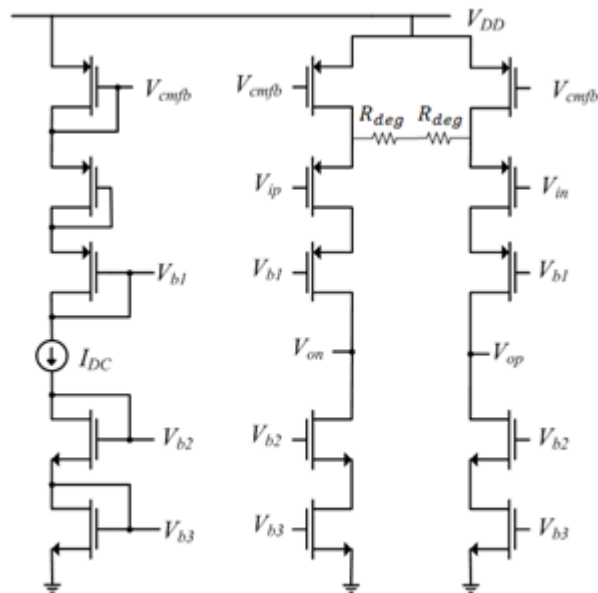 V_DD
V_cmfb V_cmfb V_cmfb
R_deg R_deg
V_ip V_in
V_b1 V_b1 V_b1
V_on V_op
I_DC
V_b2 V_b2 V_b2
V_b3 V_b3 V_b3